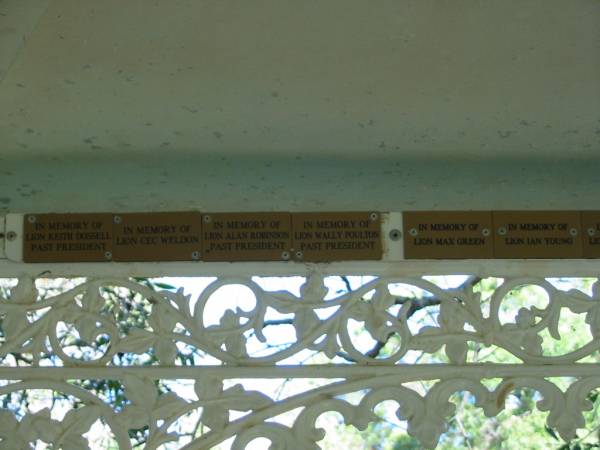 IN MEMORY OF
LION KEITH DOSSELL
PAST PRESIDENT
IN MEMORY OF
LION CEC WELDON
IN MEMORY OF
LION ALAN ROBINSON
PAST PRESIDENT
IN MEMORY OF
LION WALLY POULTON
PAST PRESIDENT
IN MEMORY OF
LION MAX GREEN
IN MEMORY OF
LION IAN YOUNG